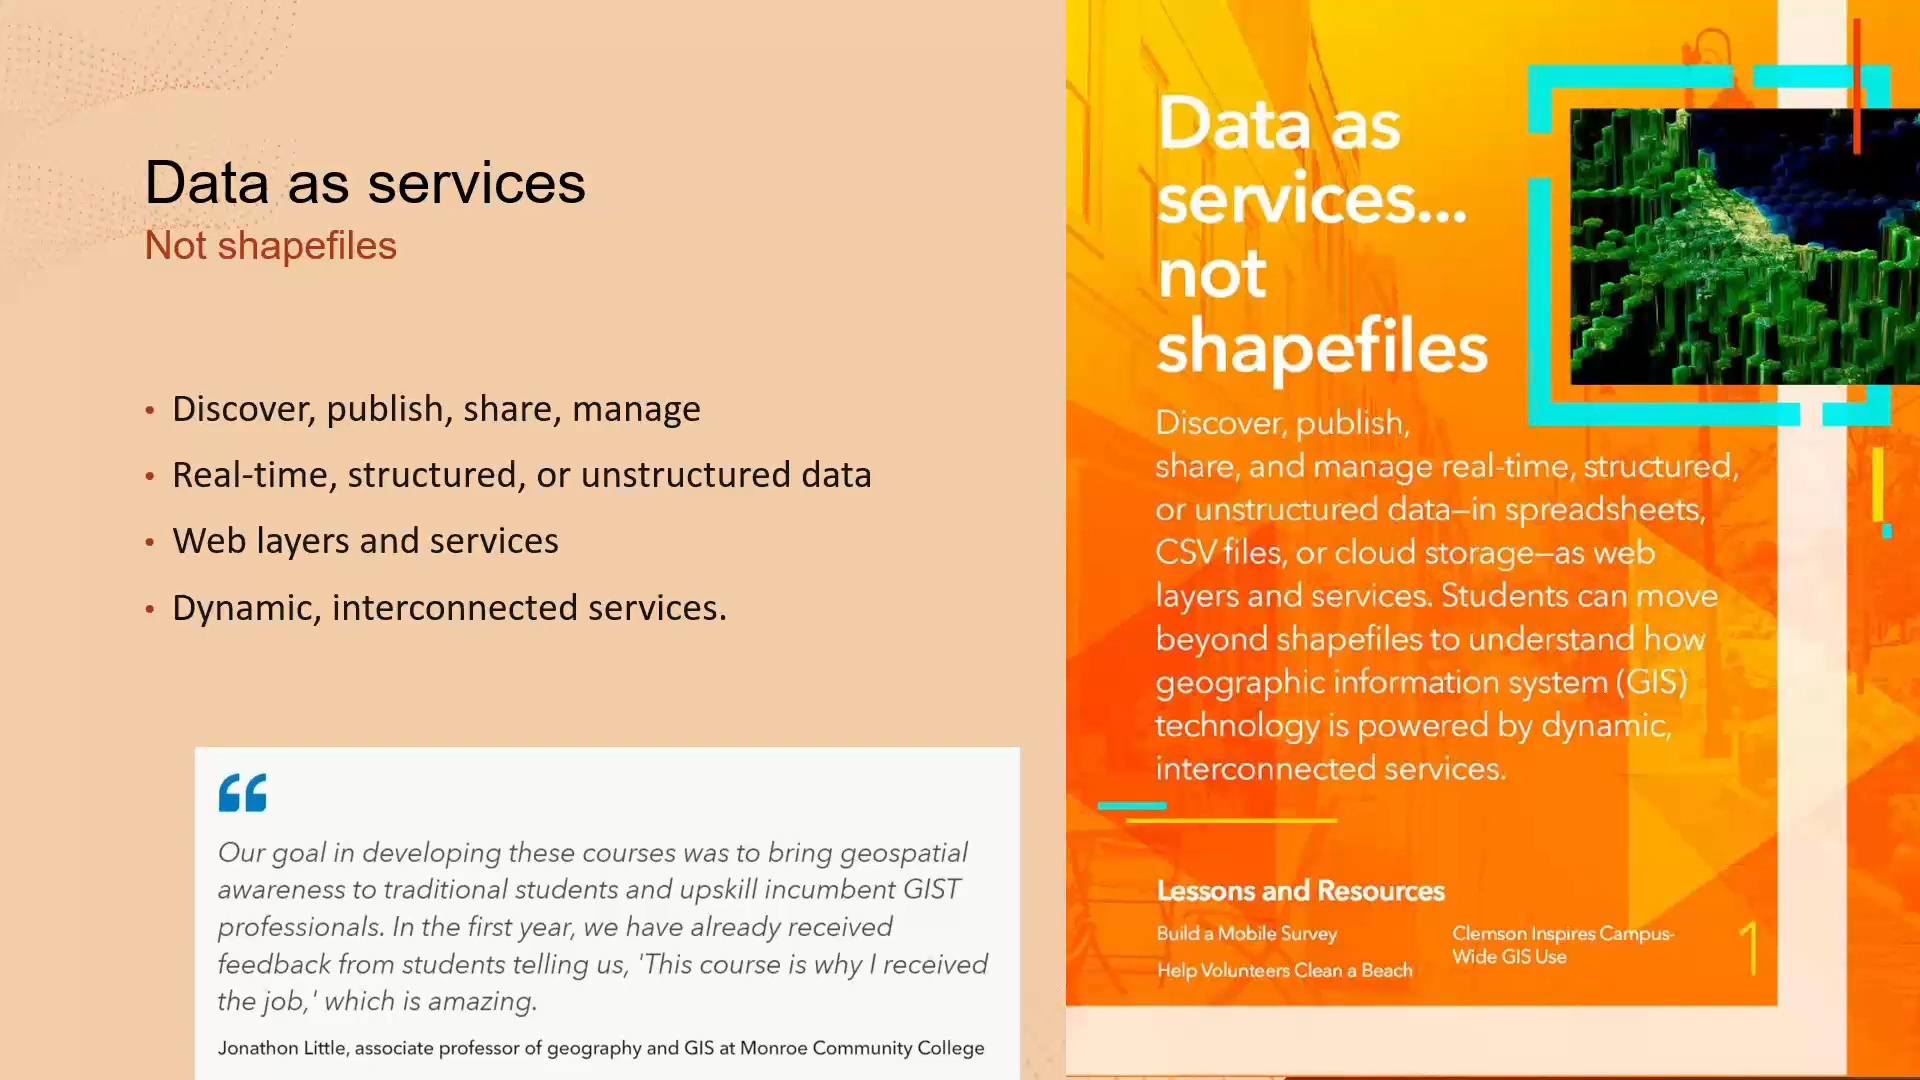 Data as services
Not shapefiles
• Discover, publish, share, manage
• Real-time, structured, or unstructured data
• Web layers and services
• Dynamic, interconnected services.
“
Our goal in developing these courses was to bring geospatial
awareness to traditional students and upskill incumbent GIST
professionals. In the first year, we have already received
feedback from students telling us, 'This course is why I received
the job,' which is amazing.
Jonathon Little, associate professor of geography and GIS at Monroe Community College
Data as
services...
not
shapefiles
Discover, publish,
share, and manage real-time, structured,
or unstructured data—in spreadsheets,
CSV files, or cloud storage—as web
layers and services. Students can move
beyond shapefiles to understand how
geographic information system (GIS)
technology is powered by dynamic,
interconnected services.
Lessons and Resources
Build a Mobile Survey
Help Volunteers Clean a Beach
Clemson Inspires Campus-
Wide GIS Use
1